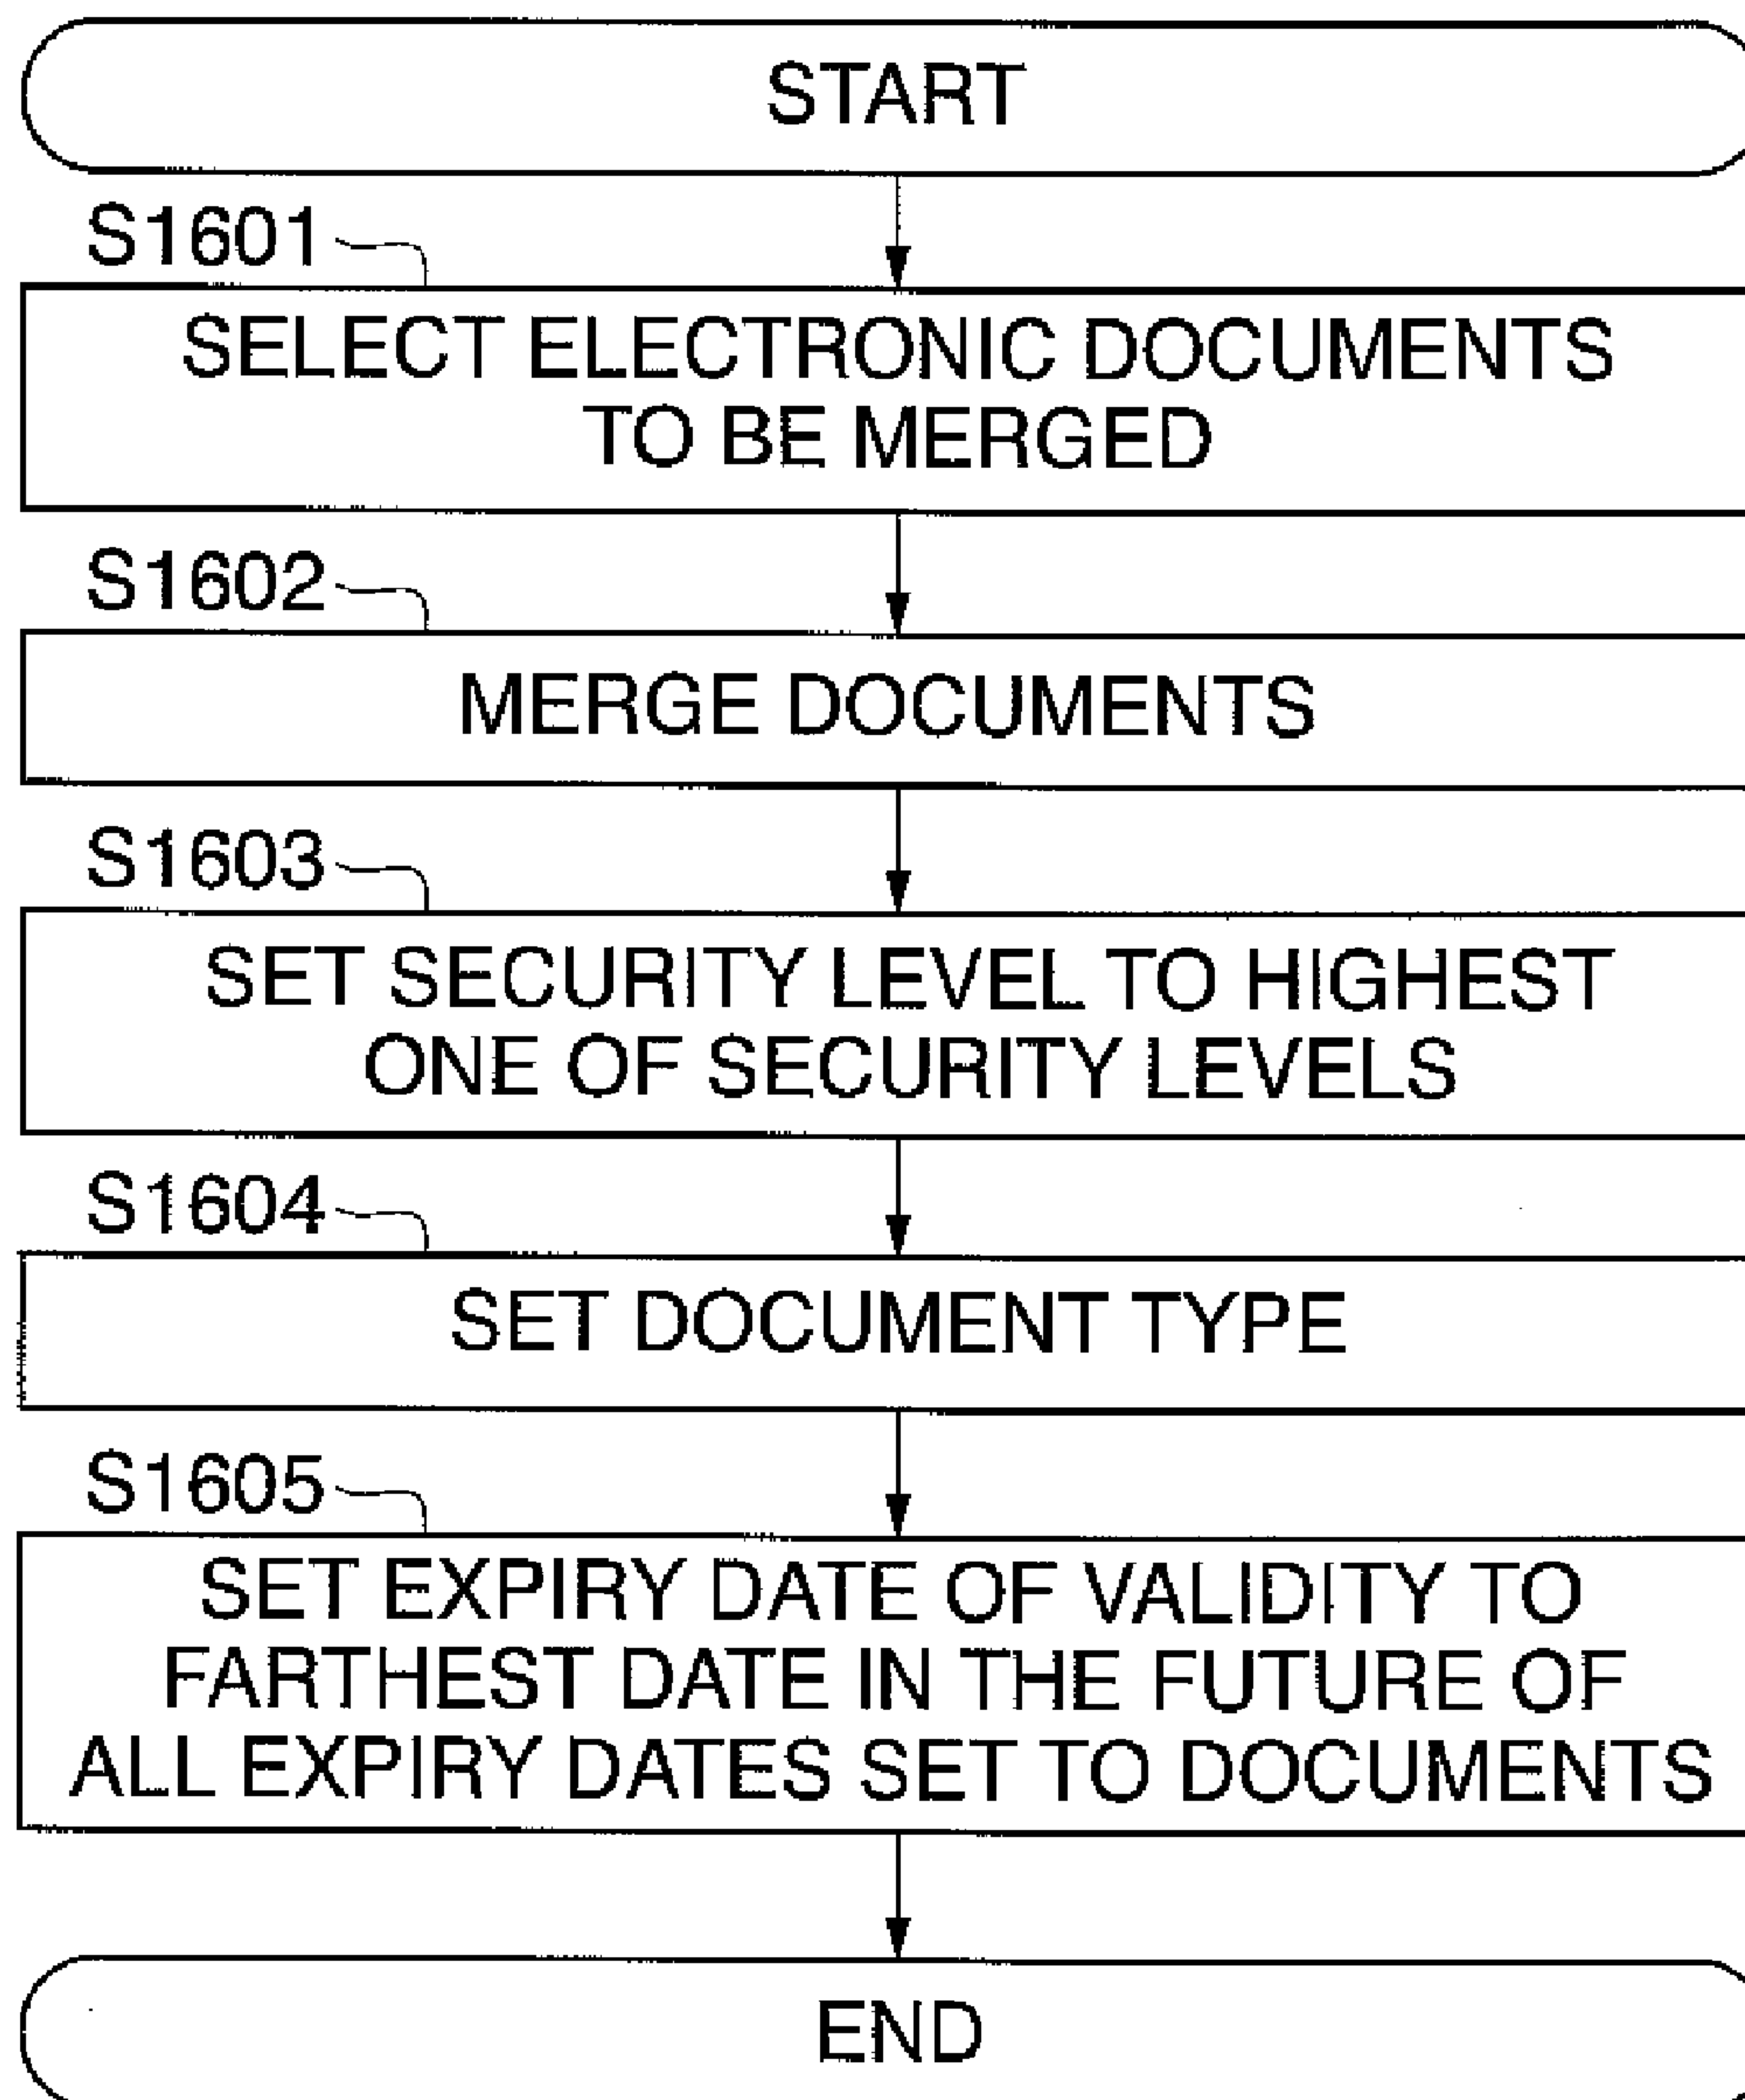 START
S1601
SELECT ELECTRONIC DOCUMENTS
TO BE MERGED
S1602
MERGE DOCUMENTS
S1603
SET SECURITY LEVEL TO HIGHEST
ONE OF SECURITY LEVELS
S1604
SET DOCUMENT TYPE
S1605
SET EXPIRY DATE OF VALIDITY TO
FARTHEST DATE IN THE FUTURE OF
ALL EXPIRY DATES SET TO DOCUMENTS
END